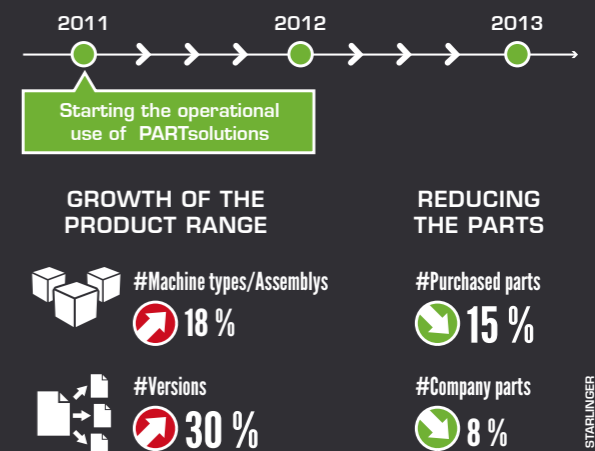 2011 2012 2013
Starting the operational
use of PARTsolutions
GROWTH OF THE
PRODUCT RANGE
#Machine types/Assemblys
18 %
#Versions
30 %
REDUCING
THE PARTS
#Purchased parts
15 %
#Company parts
8 %
STARLINGER